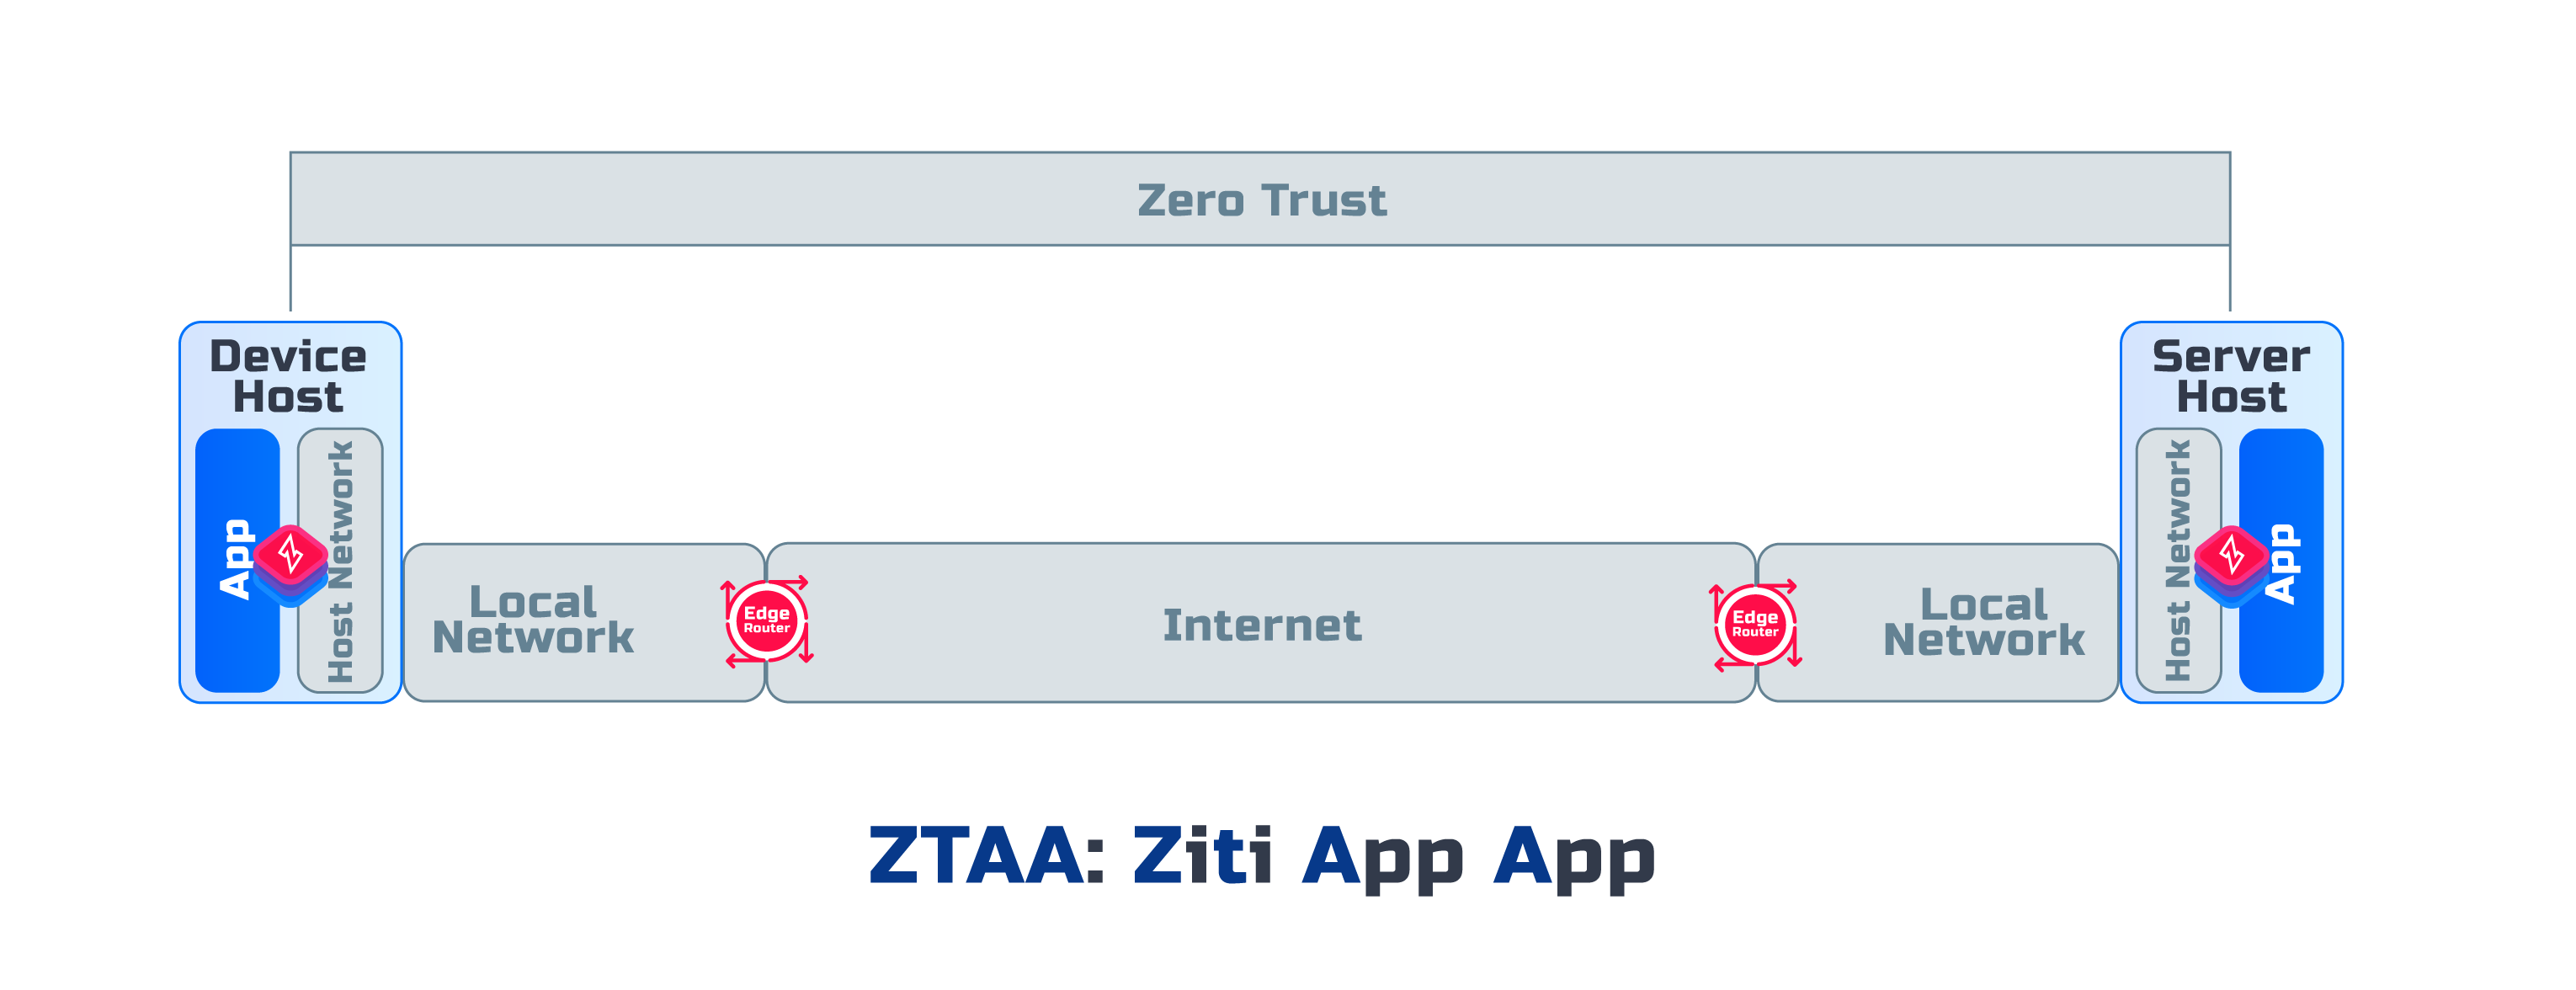 Zero Trust
Device
Host
App
Host Network
Local
Network
Edge
Router
Internet
Edge
Router
Local
Network
Server
Host
Host Network
App
ZTAA: Ziti App App